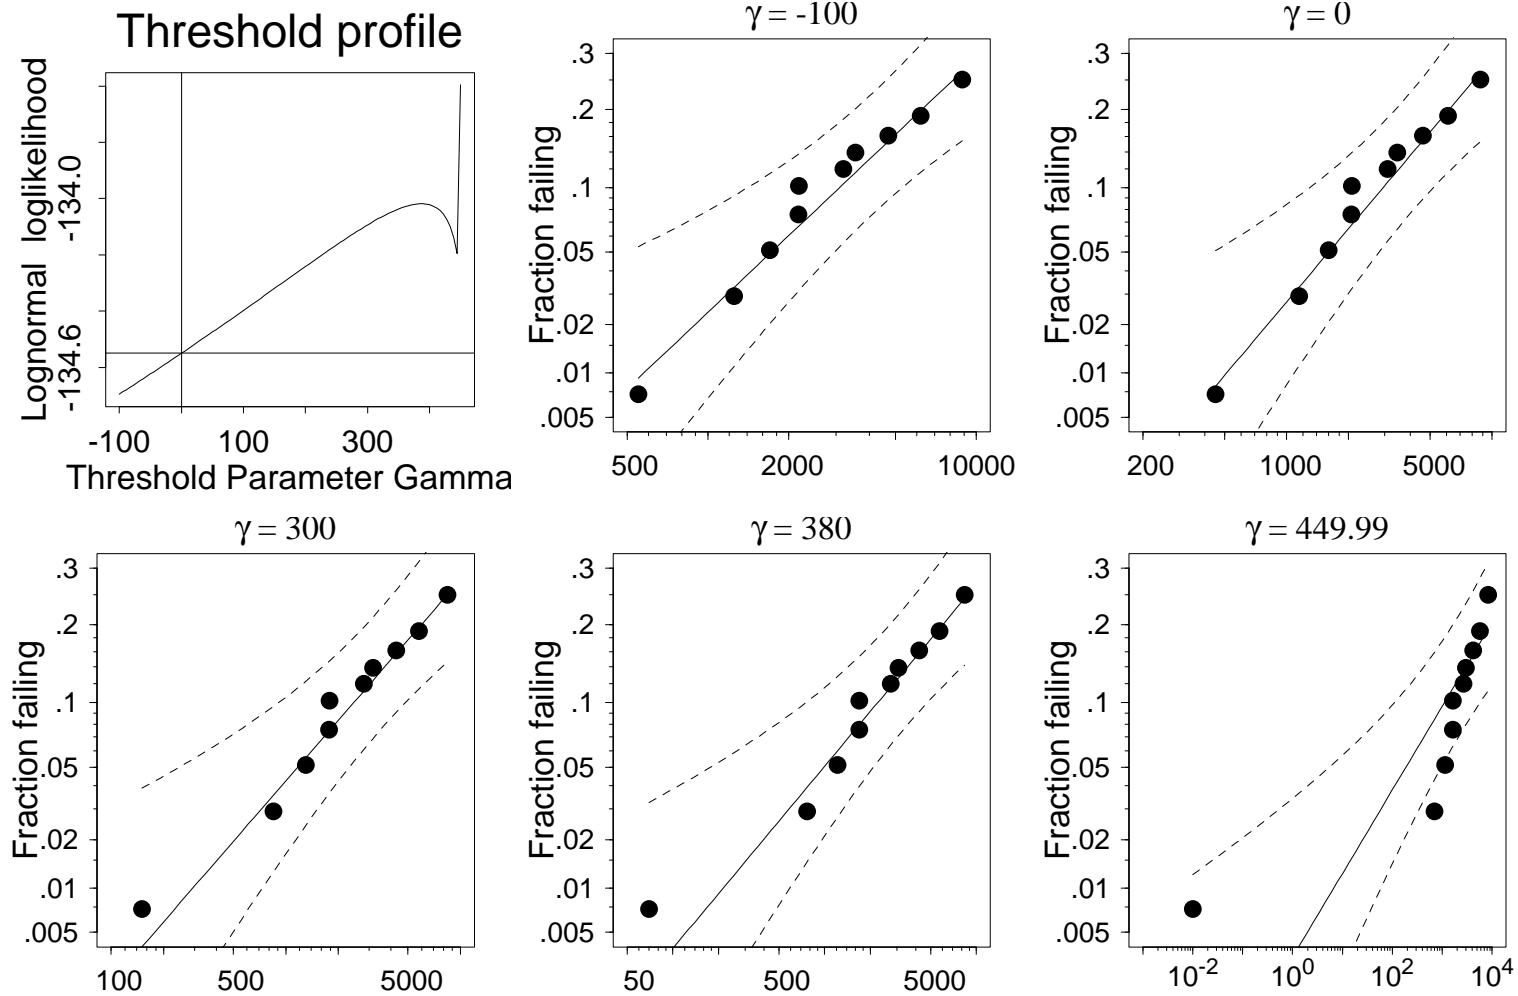 Threshold profile
Lognormal loglikelihood
-134.0
-134.6
-100 100 300
Threshold Parameter Gamma
γ = -100
Fraction failing
.3
.2
.1
.05
.02
.01
.005
500 2000 10000
γ = 0
Fraction failing
.3
.2
.1
.05
.02
.01
.005
200 1000 5000
γ = 300
Fraction failing
.3
.2
.1
.05
.02
.01
.005
100 500 5000
γ = 380
Fraction failing
.3
.2
.1
.05
.02
.01
.005
50 500 5000
γ = 449.99
Fraction failing
.3
.2
.1
.05
.02
.01
.005
10^-2 10^0 10^2 10^4